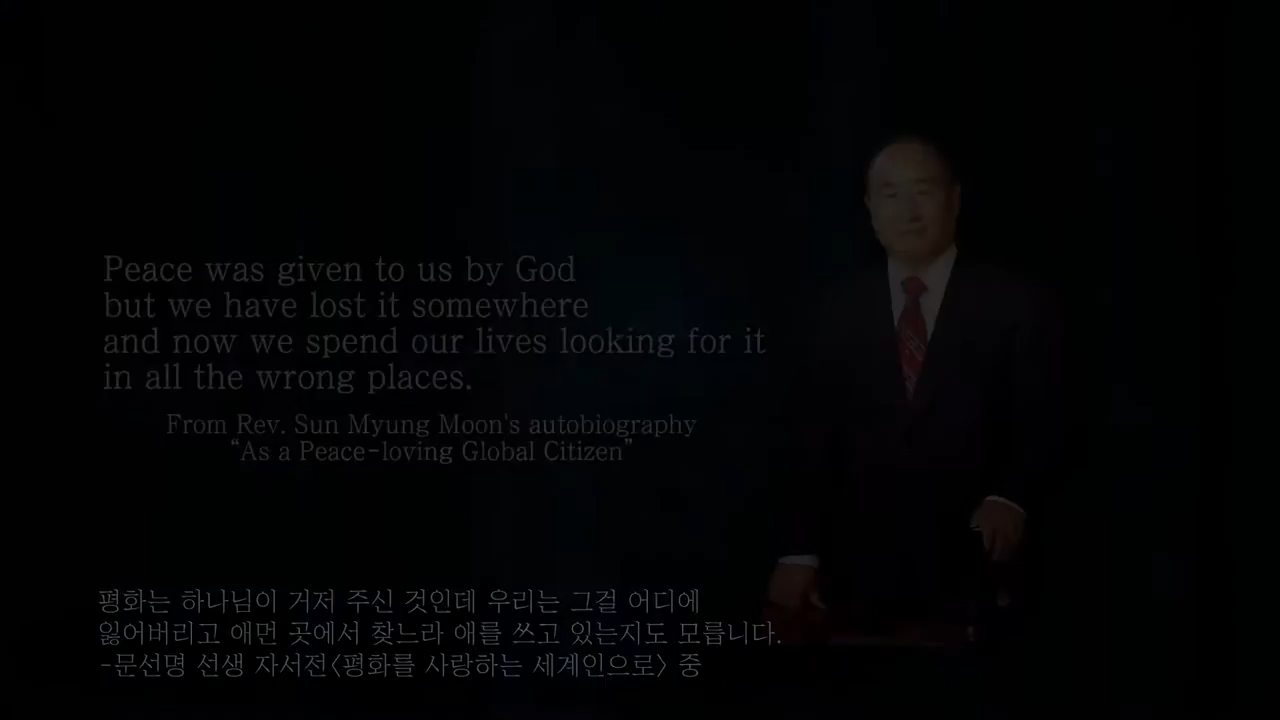 Peace was given to us by God
but we have lost it somewhere
and now we spend our lives looking for it
in all the wrong places.
From Rev. Sun Myung Moon's autobiography
“As a Peace-loving Global Citizen”
평화는 하나님이 거저 주신 것인데 우리는 그걸 어디에
잃어버리고 애먼 곳에서 찾느라 애를 쓰고 있는지도 모릅니다.
-문선명 선생 자서전<평화를 사랑하는 세계인으로> 중